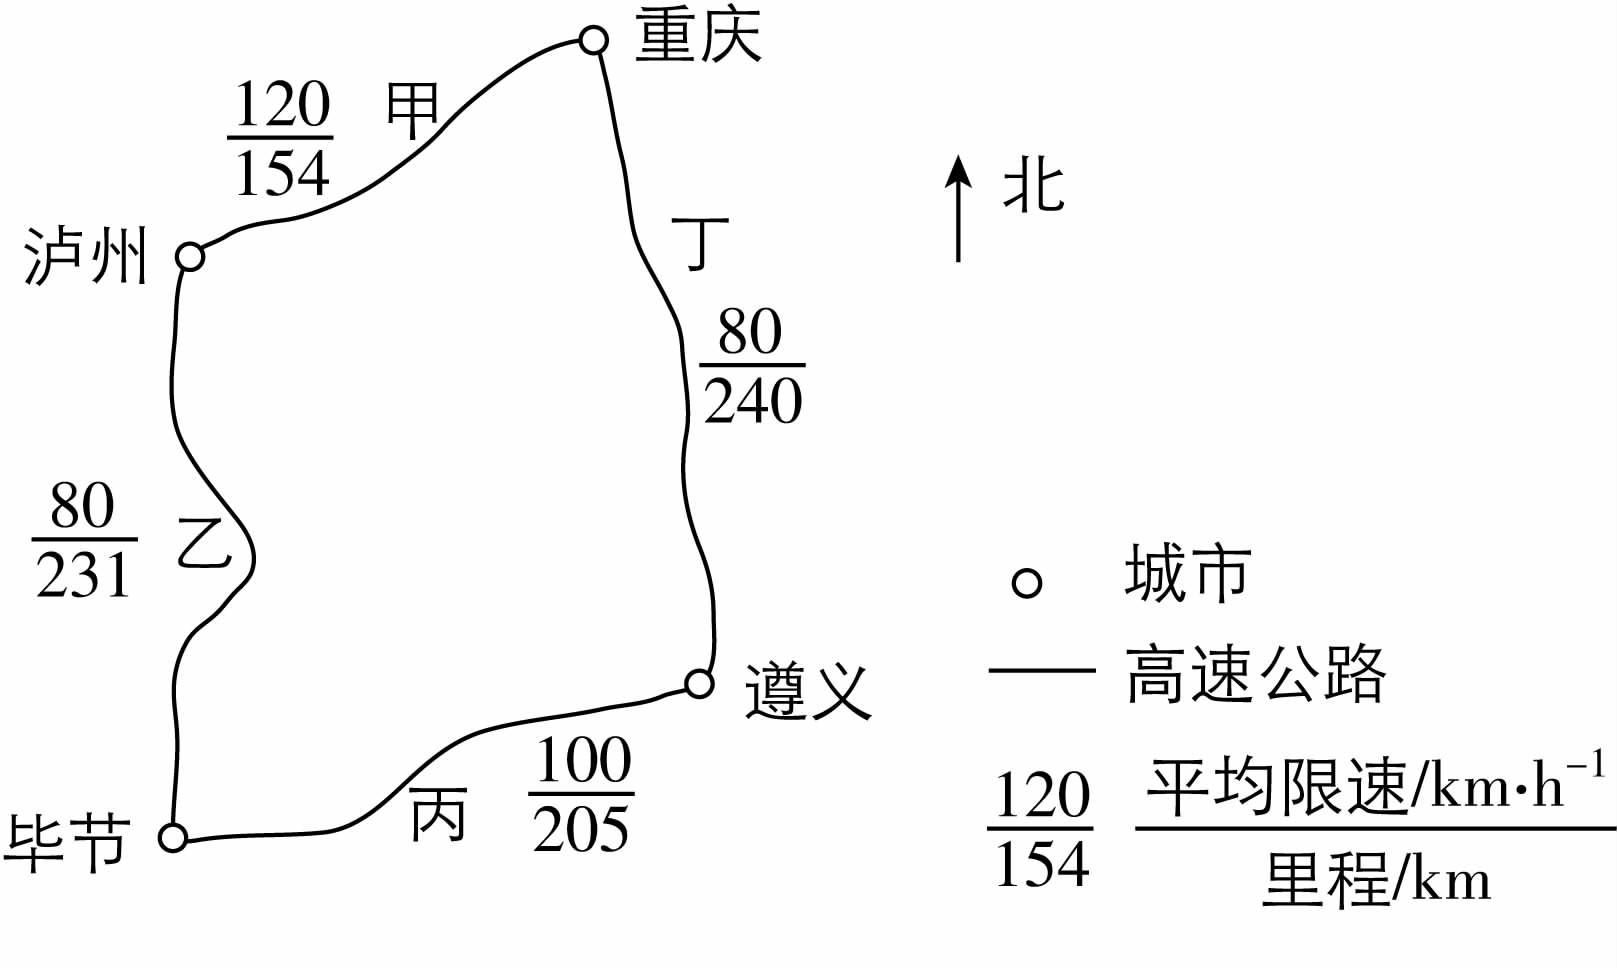 重庆
120
154
甲
北
泸州
丁
80
240
80
231
乙
城市
高速公路
遵义
100
205
丙
毕节
120
154
平均限速/km·h⁻¹
里程/km